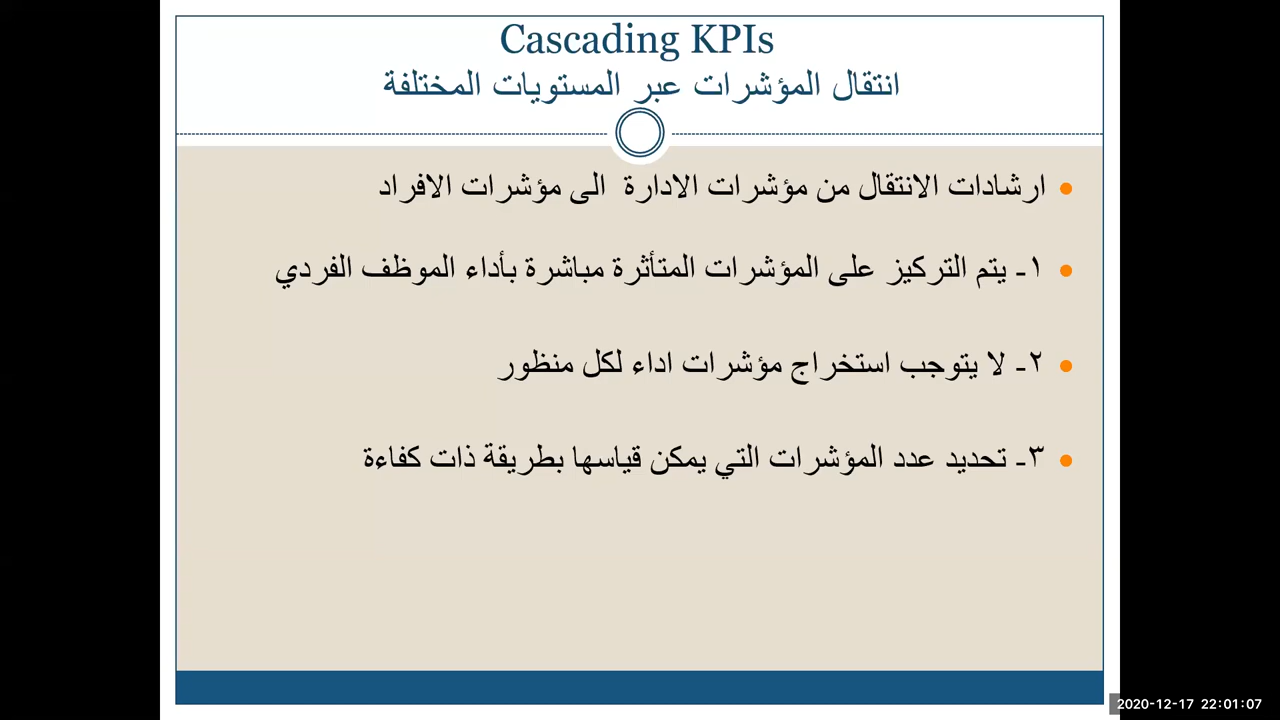 Cascading KPIs
انتقال المؤشرات عبر المستويات المختلفة
ارشادات الانتقال من مؤشرات الادارة الى مؤشرات الافراد
١- يتم التركيز على المؤشرات المتأثرة مباشرة بأداء الموظف الفردي
٢- لا يتوجب استخراج مؤشرات اداء لكل منظور
٣- تحديد عدد المؤشرات التي يمكن قياسها بطريقة ذات كفاءة
2020-12-17 22:01:07